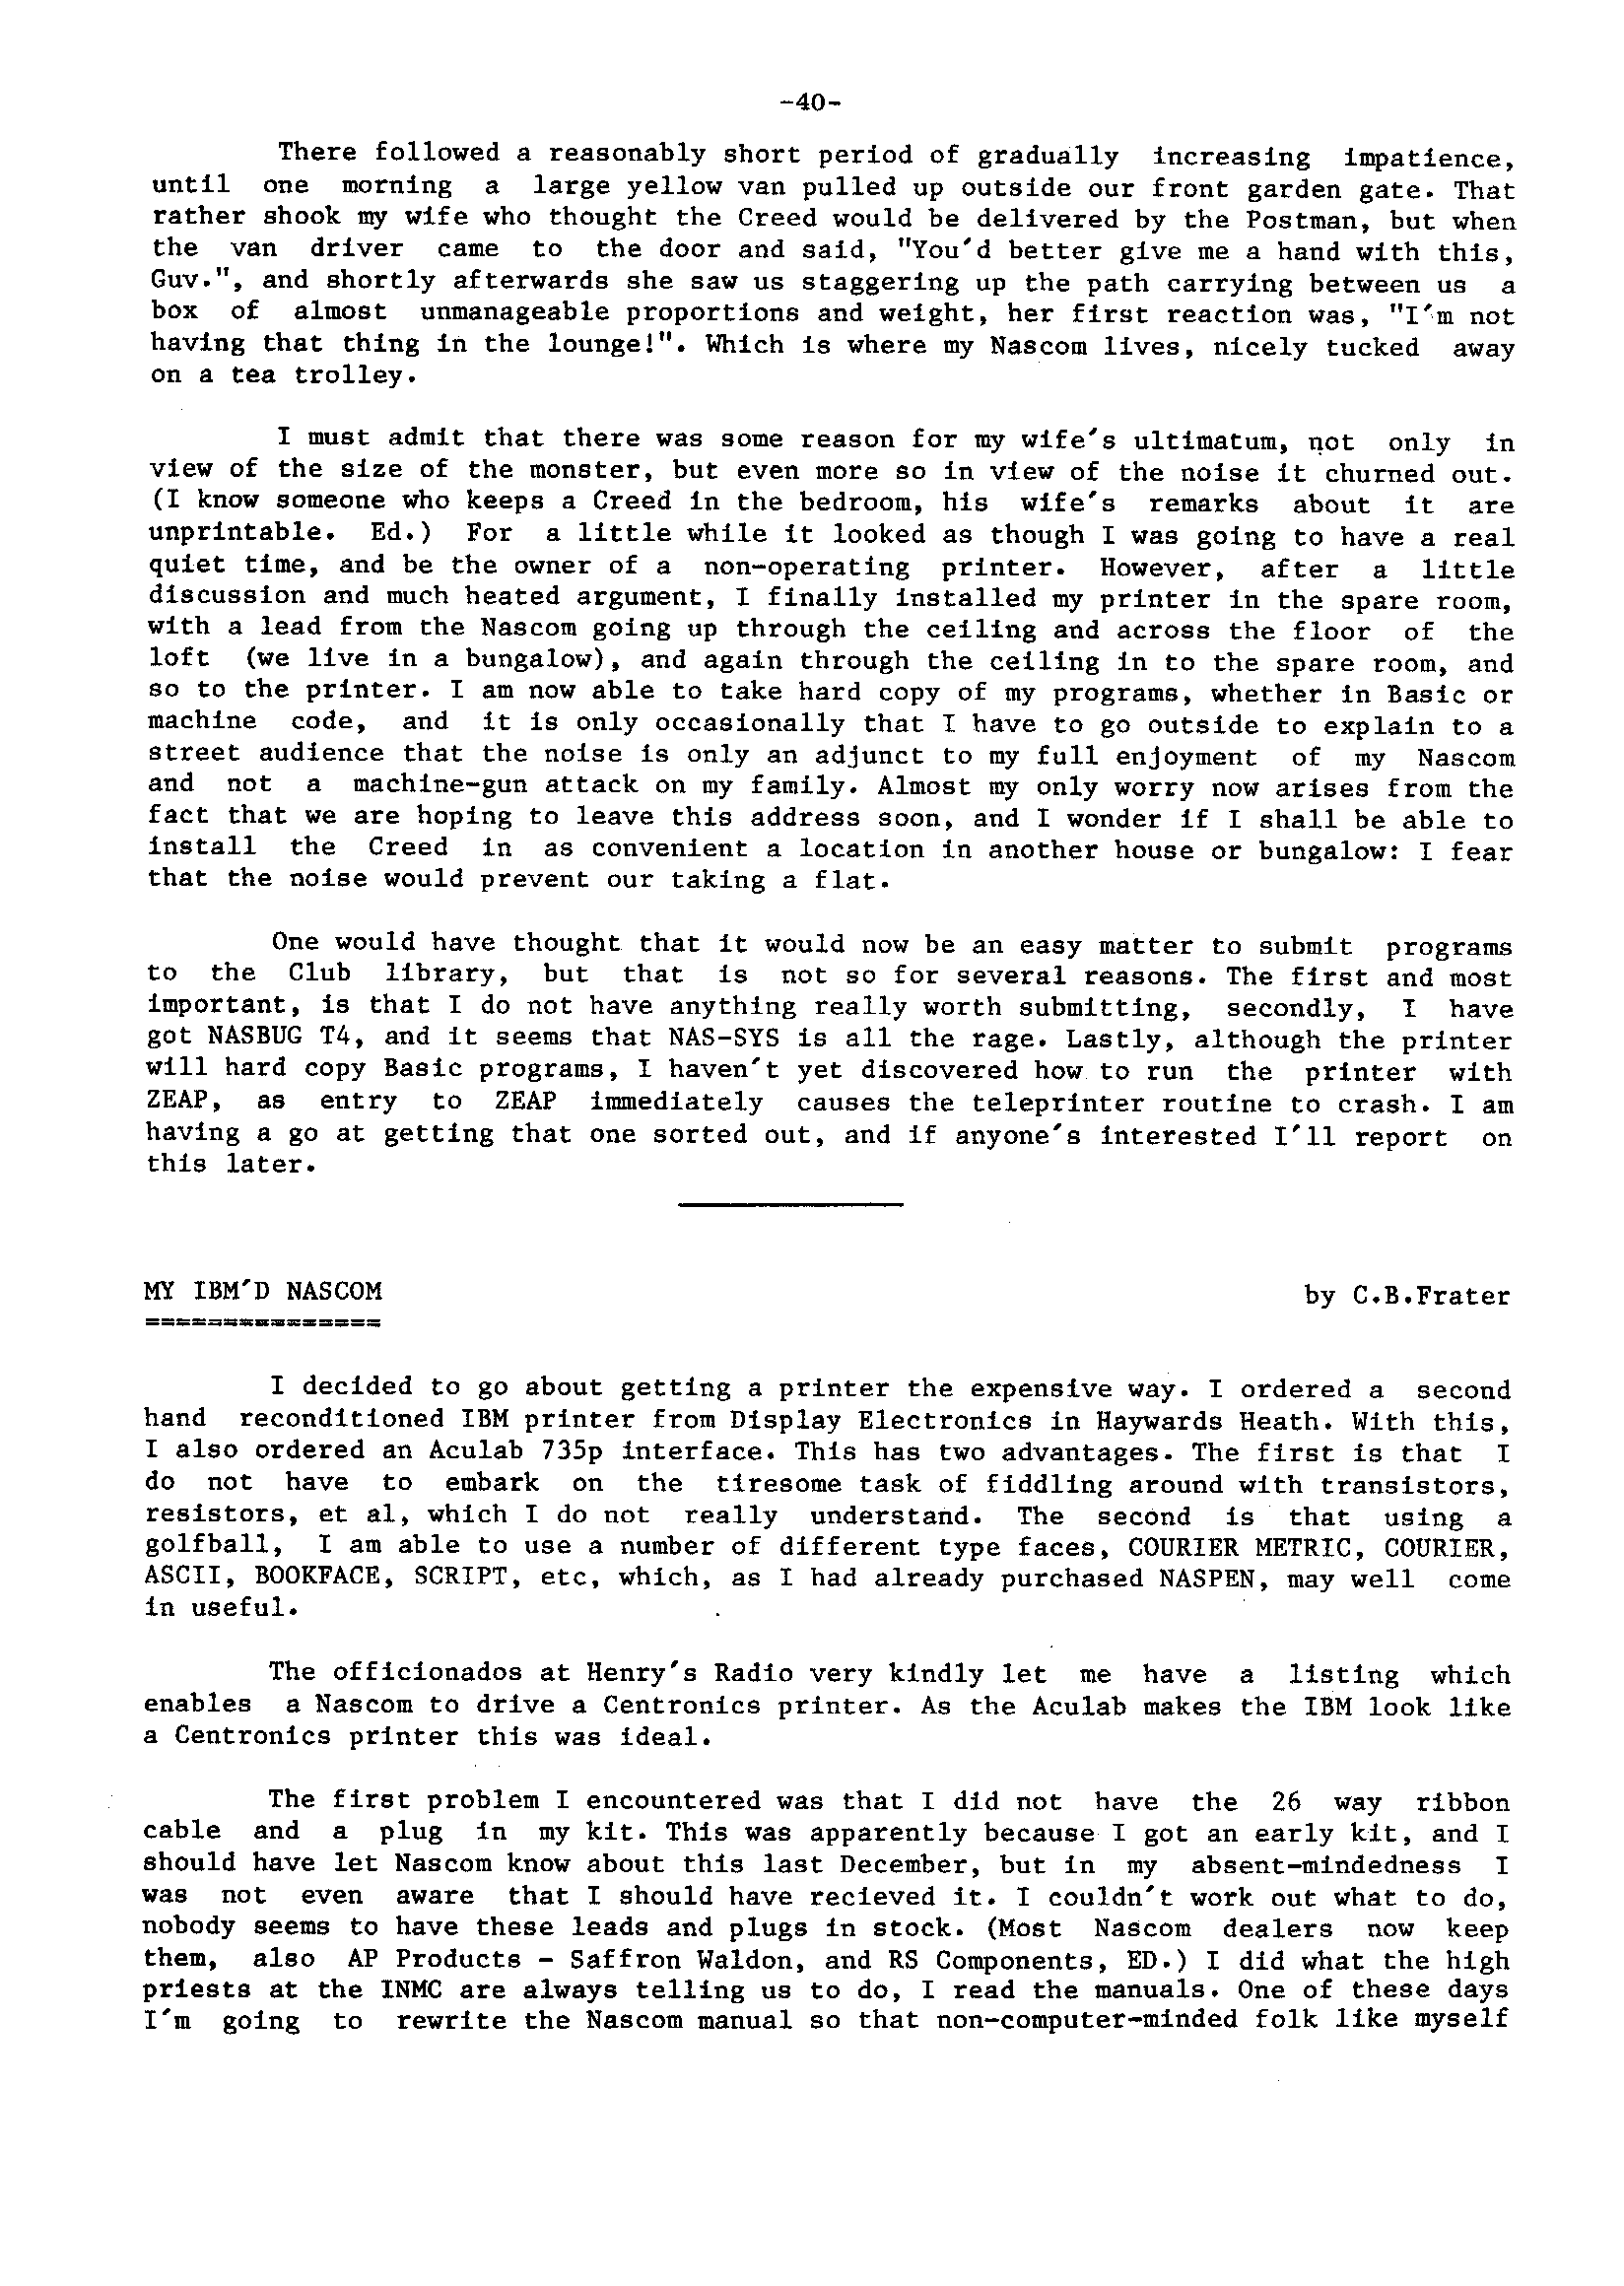 -40-
There followed a reasonably short period of gradually increasing impatience,
until one morning a large yellow van pulled up outside our front garden gate. That
rather shook my wife who thought the Creed would be delivered by the Postman, but when
the van driver came to the door and said, "You'd better give me a hand with this,
Guv.", and shortly afterwards she saw us staggering up the path carrying between us a
box of almost unmanageable proportions and weight, her first reaction was, "I'm not
having that thing in the lounge!". Which is where my Nascom lives, nicely tucked away
on a tea trolley.
I must admit that there was some reason for my wife's ultimatum, not only in
view of the size of the monster, but even more so in view of the noise it churned out.
(I know someone who keeps a Creed in the bedroom, his wife's remarks about it are
unprintable. Ed.) For a little while it looked as though I was going to have a real
quiet time, and be the owner of a non-operating printer. However, after a little
discussion and much heated argument, I finally installed my printer in the spare room,
with a lead from the Nascom going up through the ceiling and across the floor of the
loft (we live in a bungalow), and again through the ceiling in to the spare room, and
so to the printer. I am now able to take hard copy of my programs, whether in Basic or
machine code, and it is only occasionally that I have to go outside to explain to a
street audience that the noise is only an adjunct to my full enjoyment of my Nascom
and not a machine-gun attack on my family. Almost my only worry now arises from the
fact that we are hoping to leave this address soon, and I wonder if I shall be able to
install the Creed in as convenient a location in another house or bungalow: I fear
that the noise would prevent our taking a flat.
One would have thought that it would now be an easy matter to submit programs
to the Club library, but that is not so for several reasons. The first and most
important, is that I do not have anything really worth submitting, secondly, I have
got NASBUG T4, and it seems that NAS-SYS is all the rage. Lastly, although the printer
will hard copy Basic programs, I haven't yet discovered how to run the printer with
ZEAP, as entry to ZEAP immediately causes the teleprinter routine to crash. I am
having a go at getting that one sorted out, and if anyone's interested I'll report on
this later.
MY IBM'D NASCOM by C.B.Frater
===============
I decided to go about getting a printer the expensive way. I ordered a second
hand reconditioned IBM printer from Display Electronics in Haywards Heath. With this,
I also ordered an Aculab 735p interface. This has two advantages. The first is that I
do not have to embark on the tiresome task of fiddling around with transistors,
resistors, et al, which I do not really understand. The second is that using a
golfball, I am able to use a number of different type faces, COURIER METRIC, COURIER,
ASCII, BOOKFACE, SCRIPT, etc, which, as I had already purchased NASPEN, may well come
in useful.
The officionados at Henry's Radio very kindly let me have a listing which
enables a Nascom to drive a Centronics printer. As the Aculab makes the IBM look like
a Centronics printer this was ideal.
The first problem I encountered was that I did not have the 26 way ribbon
cable and a plug in my kit. This was apparently because I got an early kit, and I
should have let Nascom know about this last December, but in my absent-mindedness I
was not even aware that I should have recieved it. I couldn't work out what to do,
nobody seems to have these leads and plugs in stock. (Most Nascom dealers now keep
them, also AP Products - Saffron Waldon, and RS Components, ED.) I did what the high
priests at the INMC are always telling us to do, I read the manuals. One of these days
I'm going to rewrite the Nascom manual so that non-computer-minded folk like myself